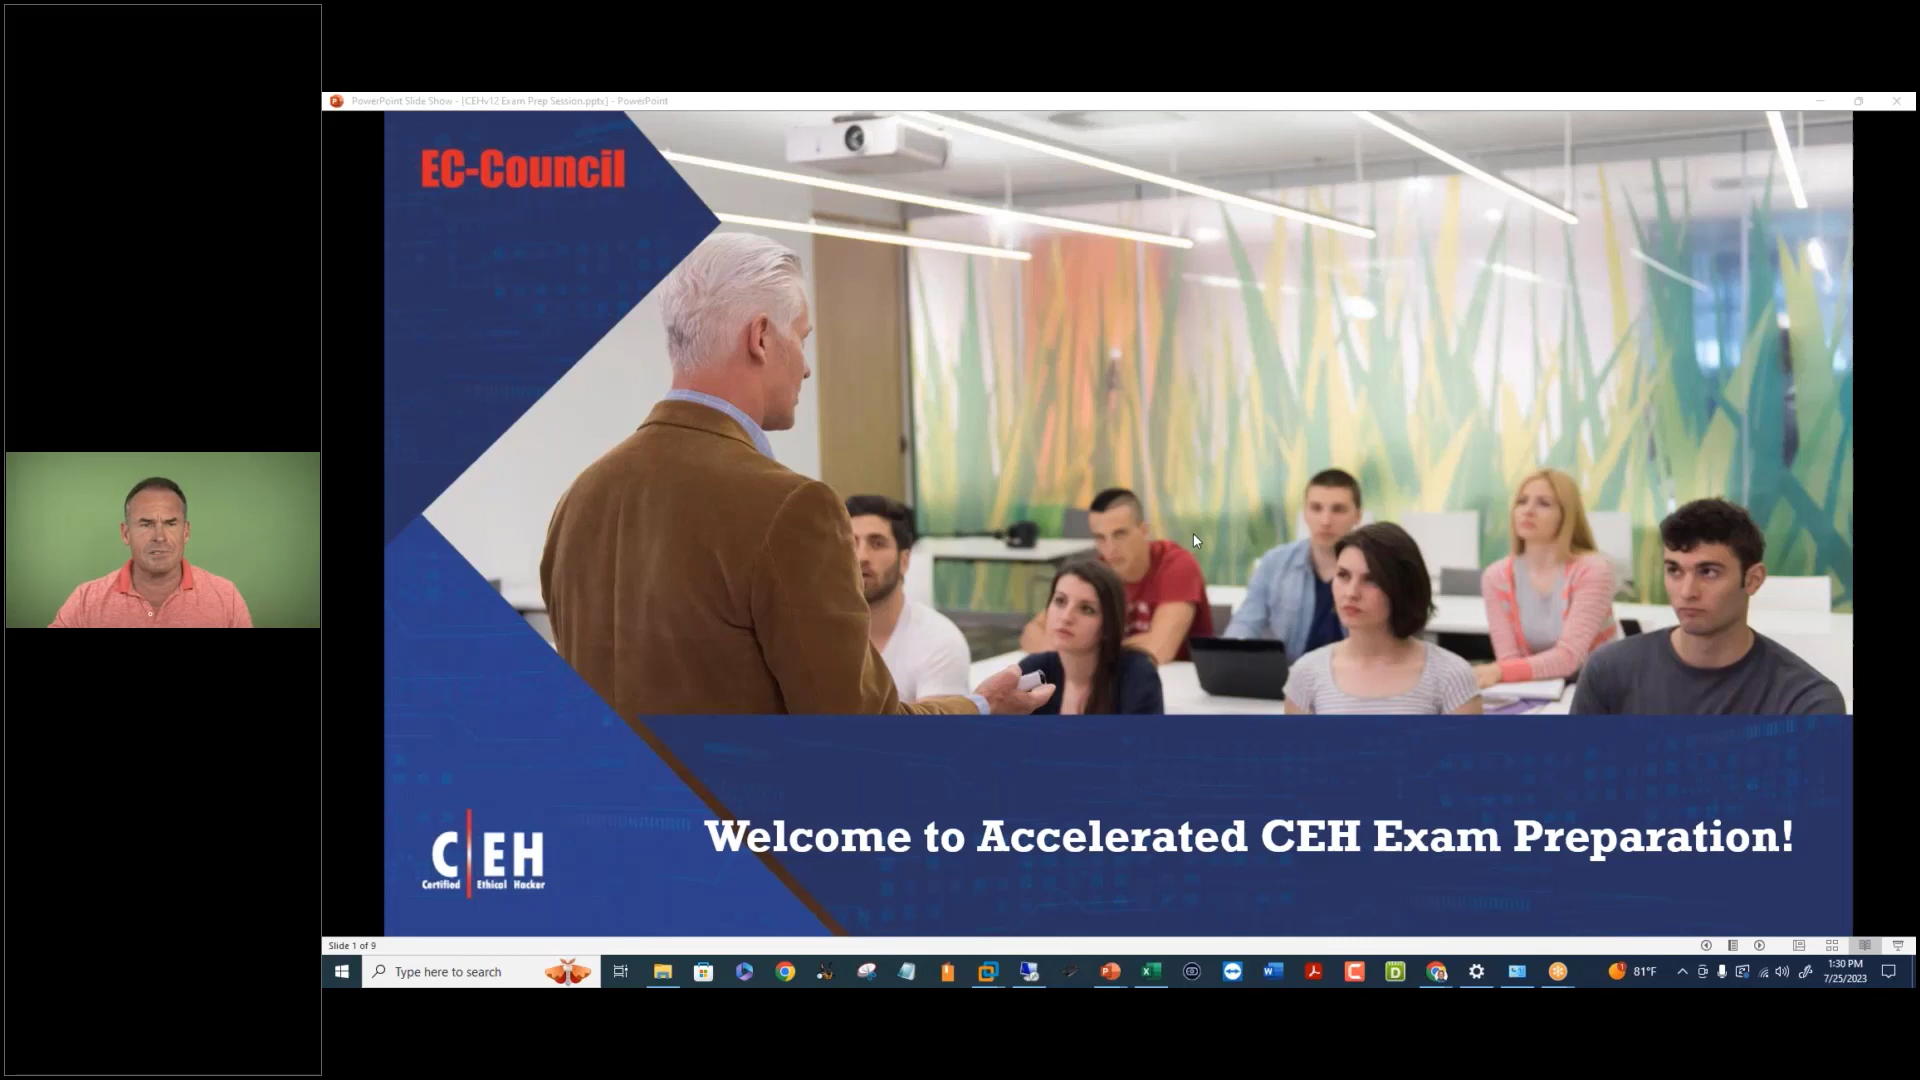 PowerPoint Slide Show - [CEHv12 Exam Prep Session.pptx] - PowerPoint
EC-Council
C|EH
Certified Ethical Hacker
Welcome to Accelerated CEH Exam Preparation!
Slide 1 of 9
Type here to search
81°F
1:30 PM
7/25/2023